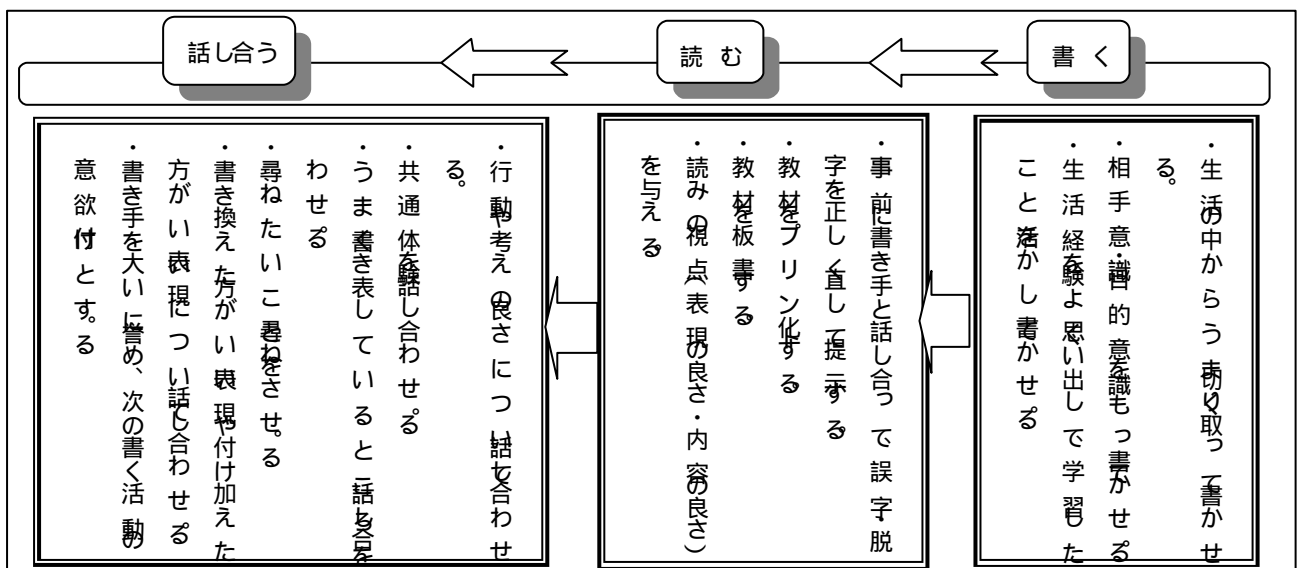 書く
読む
話し合う
・生活の中からうまく切り取って書かせ
る。
・相手意識・目的意識をもって書かせる。
・生活経験をよく思い出して、学習した
ことを活かして書かせる。
・事前に書き手と話し合って誤字・脱
字を正しく直して提示する。
・教材をプリント化する。
・教材を板書する。
・読みの視点(表現の良さ・内容の良さ)
を与える。
・行動や考えの良さについて話し合わせ
る。
・共通体験を話し合わせる。
・うまく書き表しているところを話し合
わせる。
・尋ねたいことを尋ねさせる。
・書き換えた方がいい表現や付け加えた
方がいい表現について話し合わせる。
・書き手を大いに誉め、次の書く活動の
意欲付けとする。